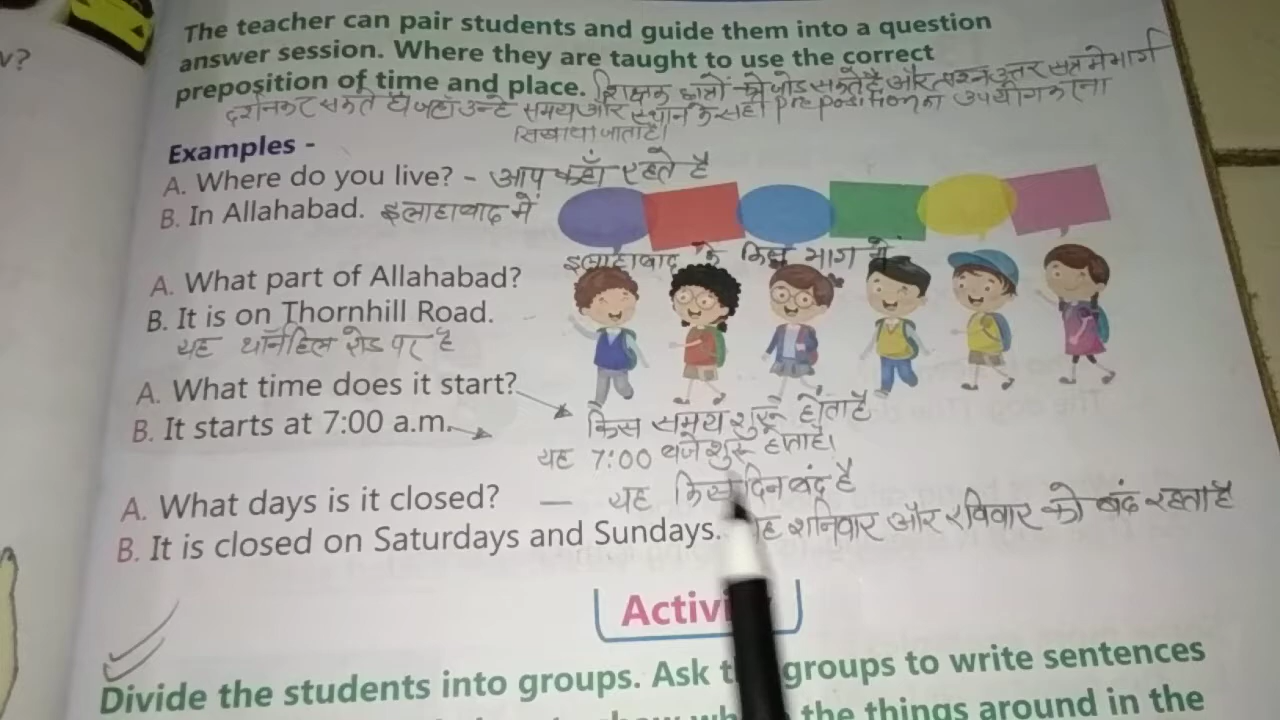 v?
The teacher can pair students and guide them into a question
answer session. Where they are taught to use the correct
preposition of time and place. शिक्षक छात्रों को जोड़ सकते है और प्रश्न उत्तर सत्र मे मार्ग
दर्शन कर सकते है। जहाँ उन्हे समय और स्थान के सही preposition का उपयोग करना
सिखाया जाता है।
Examples -
A. Where do you live? - आप कहाँ रहते है
B. In Allahabad. इलाहाबाद में
इलाहाबाद के किस भाग में
A. What part of Allahabad?
B. It is on Thornhill Road.
यह थॉर्नहिल रोड पर है
A. What time does it start?
किस समय शुरू होता है
B. It starts at 7:00 a.m.
यह 7:00 बजे शुरू होता है।
A. What days is it closed? — यह किस दिन बंद है
B. It is closed on Saturdays and Sundays. यह शनिवार और रविवार को बंद रहता है
Activi
Divide the students into groups. Ask groups to write sentences
the things around in the